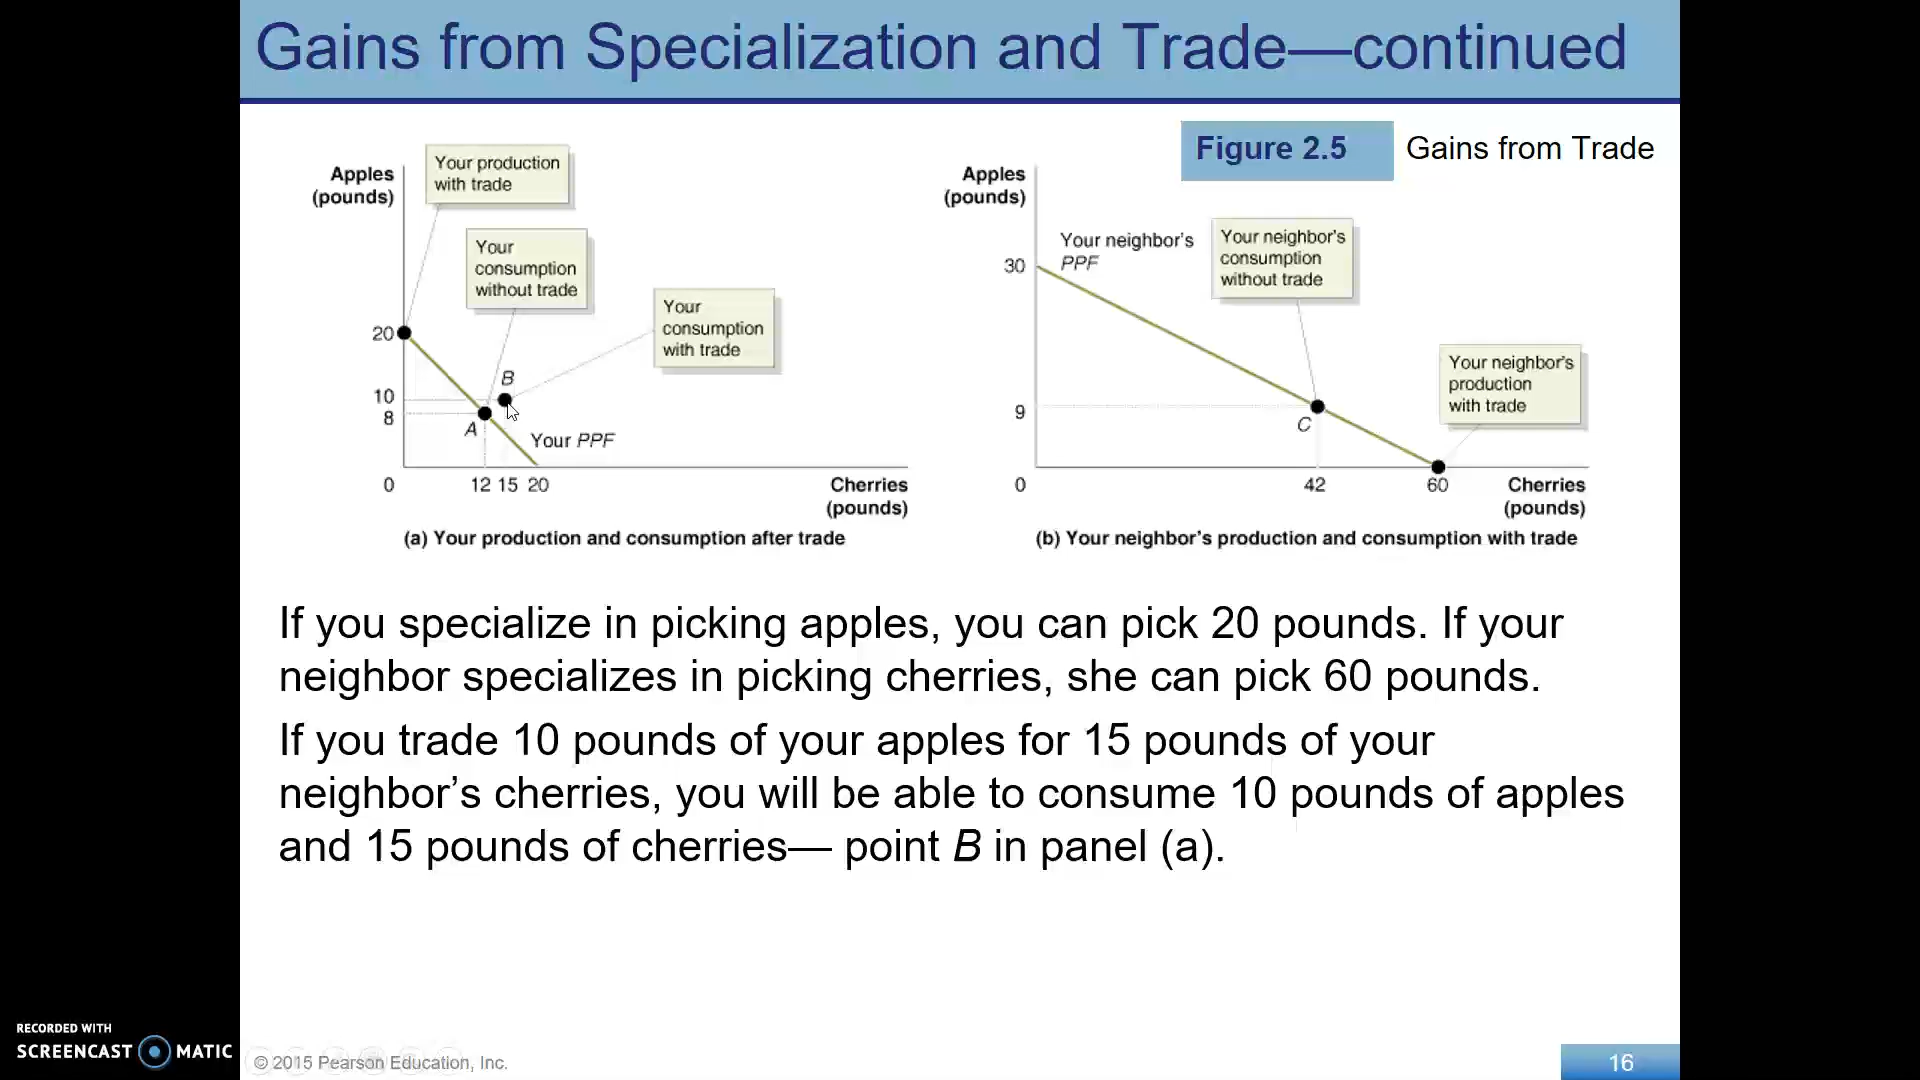 Gains from Specialization and Trade—continued
Figure 2.5
Gains from Trade
Apples
(pounds)
Your production
with trade
Your
consumption
without trade
Your
consumption
with trade
20
10
8
B
A
Your PPF
0
12 15 20
Cherries
(pounds)
(a) Your production and consumption after trade
Apples
(pounds)
Your neighbor's
PPF
Your neighbor's
consumption
without trade
Your neighbor's
production
with trade
30
9
C
0
42
60
Cherries
(pounds)
(b) Your neighbor's production and consumption with trade
If you specialize in picking apples, you can pick 20 pounds. If your
neighbor specializes in picking cherries, she can pick 60 pounds.
If you trade 10 pounds of your apples for 15 pounds of your
neighbor’s cherries, you will be able to consume 10 pounds of apples
and 15 pounds of cherries— point B in panel (a).
RECORDED WITH
SCREENCAST MATIC
© 2015 Pearson Education, Inc.
16